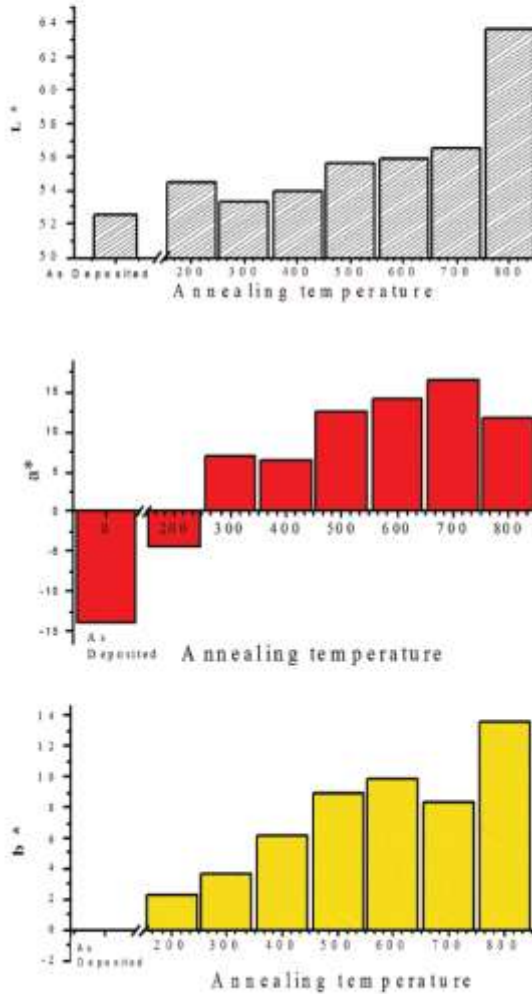 64
62
60
58
56
54
52
50
L*
As Deposited 200 300 400 500 600 700 800
Annealing temperature
15
10
5
0
-5
-10
-15
a*
0 200 300 400 500 600 700 800
As
Deposited
Annealing temperature
14
12
10
8
6
4
2
0
-2
b*
As
Deposited
200 300 400 500 600 700 800
Annealing temperature